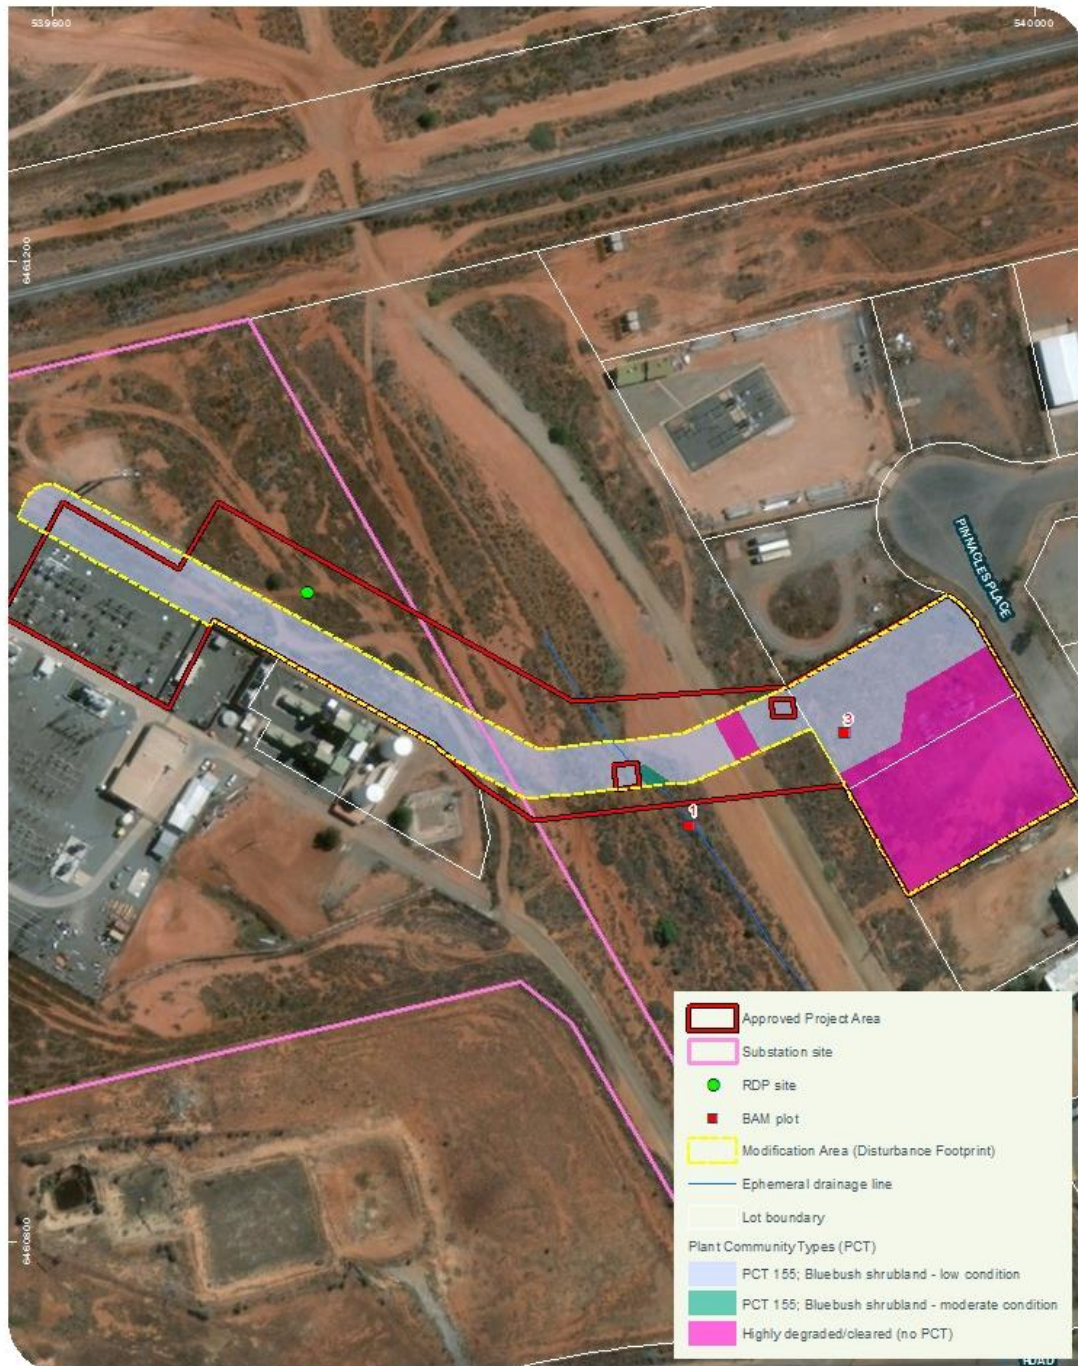 539600
540000
6461200
PINNACLES PLACE
3
1
6460800
Approved Project Area
Substation site
RDP site
BAM plot
Modification Area (Disturbance Footprint)
Ephemeral drainage line
Lot boundary
Plant Community Types (PCT)
PCT 155; Bluebush shrubland - low condition
PCT 155; Bluebush shrubland - moderate condition
Highly degraded/cleared (no PCT)
ROAD